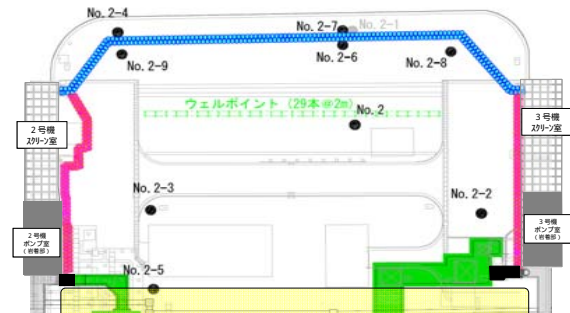 No. 2-4
No. 2-7
No. 2-1
No. 2-9
No. 2-6
No. 2-8
ウェルポイント (29本@2m)
No. 2
2号機
スクリーン室
3号機
スクリーン室
No. 2-3
No. 2-2
2号機
ポンプ室
(岩着部)
3号機
ポンプ室
(岩着部)
No. 2-5